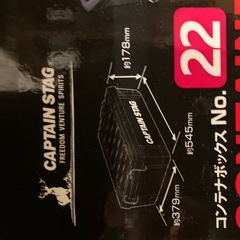 CAPTAIN STAG
FREEDOM VENTURE SPIRITS
約178mm
CAPTAIN STAG
約545mm
約379mm
コンテナボックス No. 22